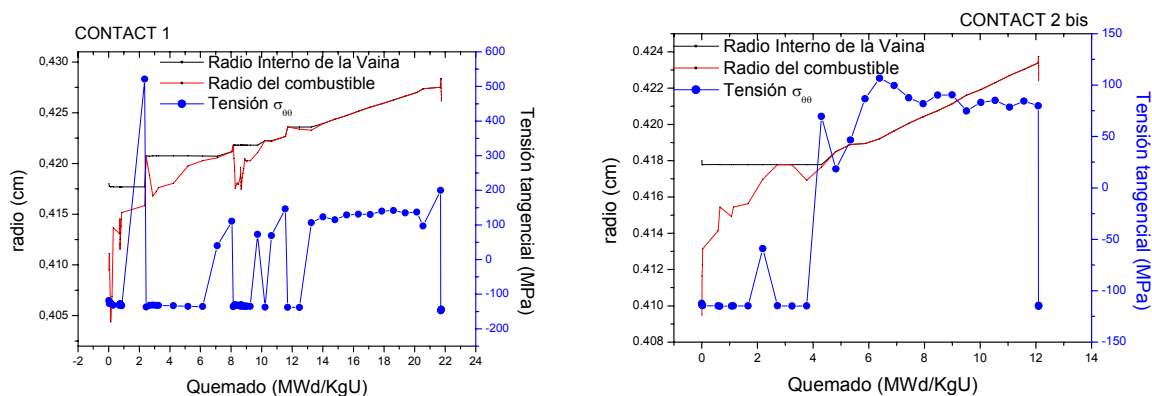 CONTACT 1
Radio Interno de la Vaina
Radio del combustible
Tensión σθθ
0,430
0,425
0,420
0,415
0,410
0,405
radio (cm)
600
500
400
300
200
100
0
-100
-200
Tensión tangencial (MPa)
-2 0 2 4 6 8 10 12 14 16 18 20 22 24
Quemado (MWd/KgU)
CONTACT 2 bis
Radio Interno de la Vaina
Radio del combustible
Tensión σθθ
0.424
0.422
0.420
0.418
0.416
0.414
0.412
0.410
0.408
radio (cm)
150
100
50
0
-50
-100
-150
Tensión tangencial (MPa)
0 2 4 6 8 10 12 14
Quemado (MWd/KgU)